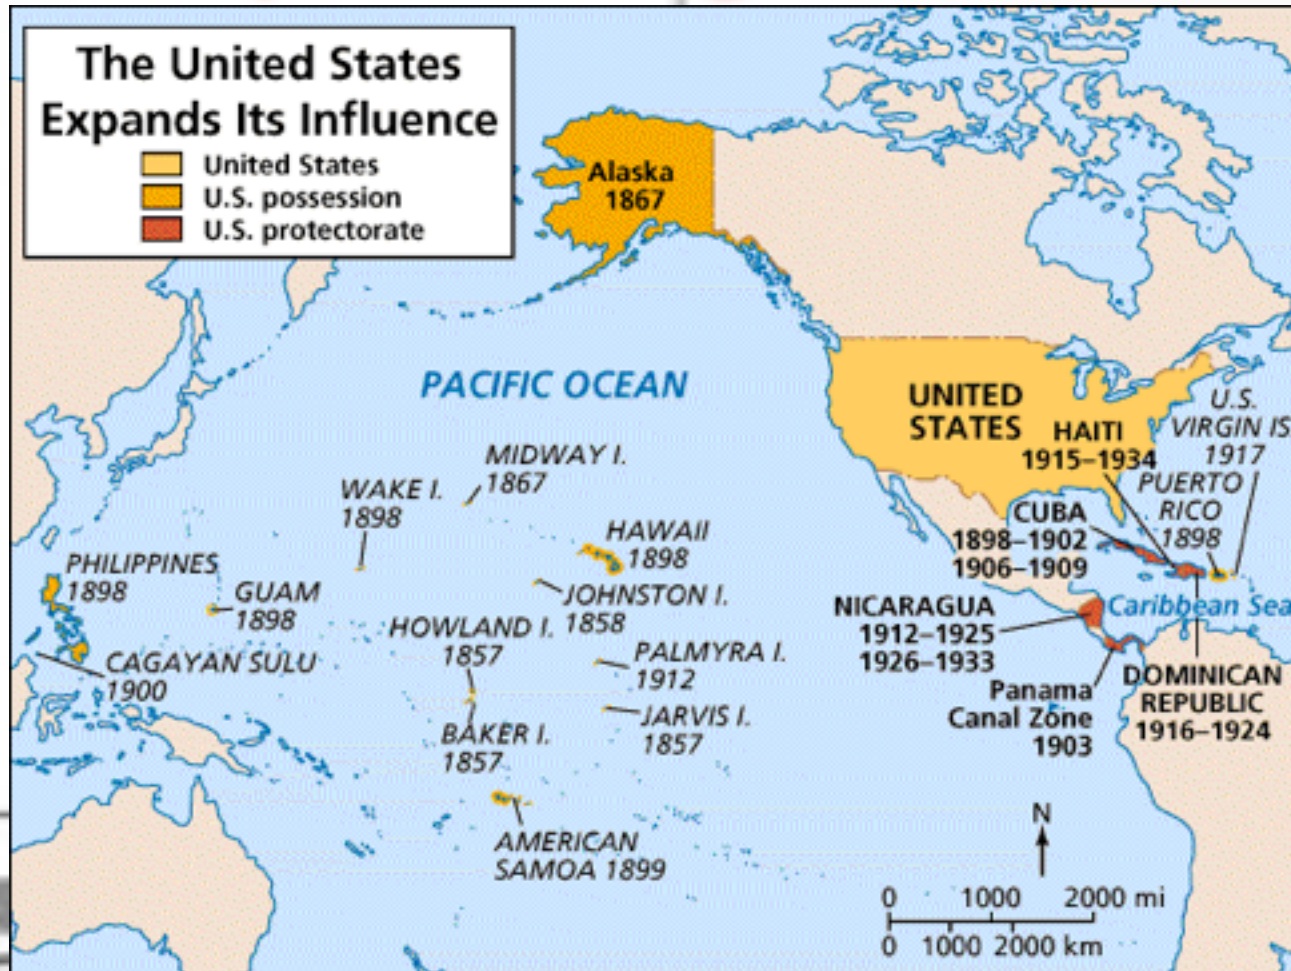 The United States
Expands Its Influence
United States
U.S. possession
U.S. protectorate
Alaska
1867
PACIFIC OCEAN
UNITED
STATES
HAITI
1915–1934
U.S.
VIRGIN IS.
1917
PUERTO
RICO
1898
CUBA
1898–1902
1906–1909
MIDWAY I.
1867
WAKE I.
1898
HAWAII
1898
PHILIPPINES
1898
GUAM
1898
JOHNSTON I.
1858
HOWLAND I.
1857
CAGAYAN SULU
1900
PALMYRA I.
1912
BAKER I.
1857
JARVIS I.
1857
NICARAGUA
1912–1925
1926–1933
Caribbean Sea
Panama
Canal Zone
1903
DOMINICAN
REPUBLIC
1916–1924
AMERICAN
SAMOA 1899
N
0 1000 2000 mi
0 1000 2000 km